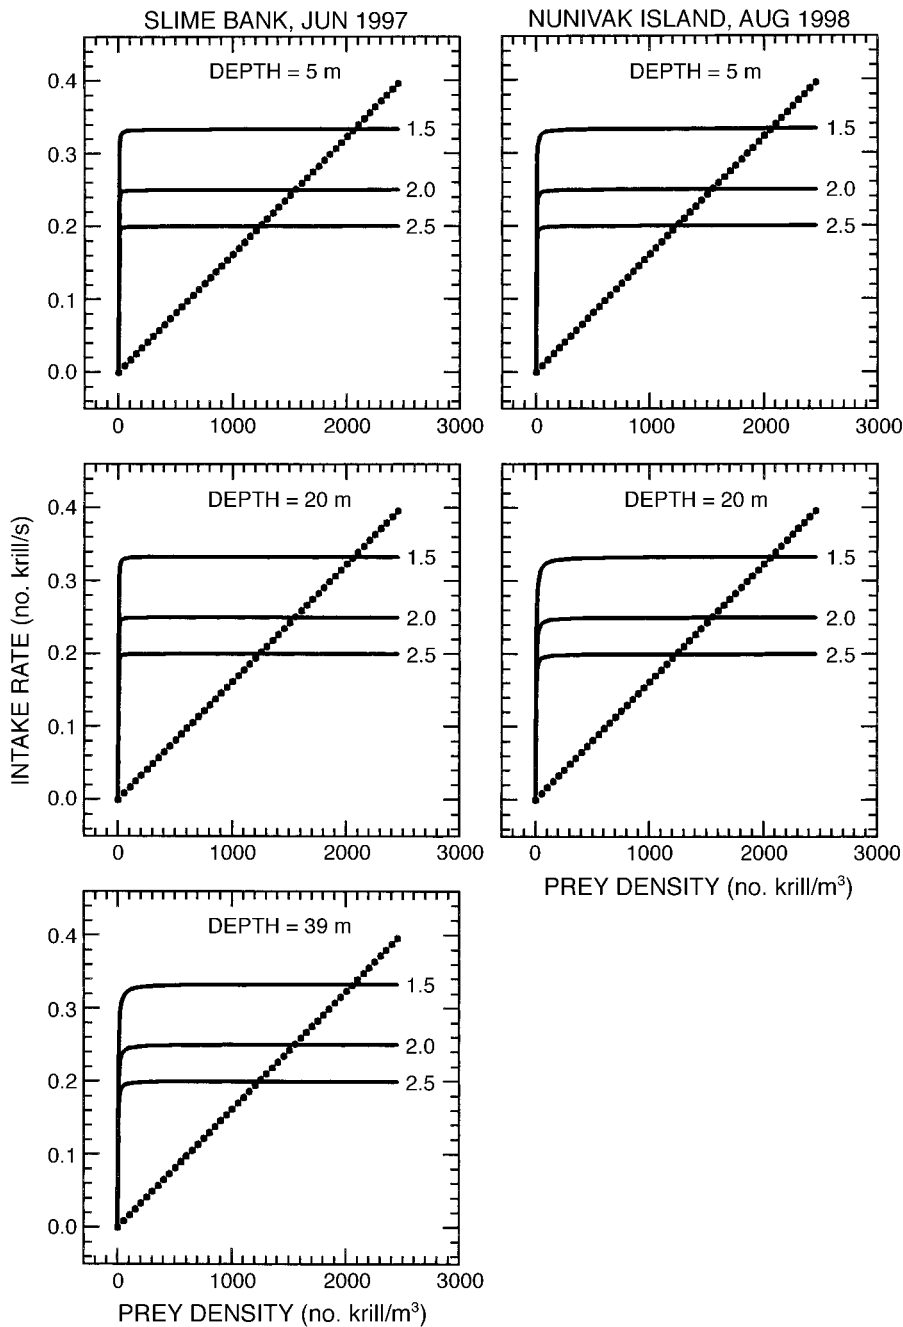 SLIME BANK, JUN 1997
NUNIVAK ISLAND, AUG 1998
DEPTH = 5 m
0.4
0.3
0.2
0.1
0.0
1.5
2.0
2.5
0 1000 2000 3000
DEPTH = 5 m
1.5
2.0
2.5
0 1000 2000 3000
INTAKE RATE (no. krill/s)
DEPTH = 20 m
0.4
0.3
0.2
0.1
0.0
1.5
2.0
2.5
0 1000 2000 3000
DEPTH = 20 m
1.5
2.0
2.5
0 1000 2000 3000
PREY DENSITY (no. krill/m³)
DEPTH = 39 m
0.4
0.3
0.2
0.1
0.0
1.5
2.0
2.5
0 1000 2000 3000
PREY DENSITY (no. krill/m³)